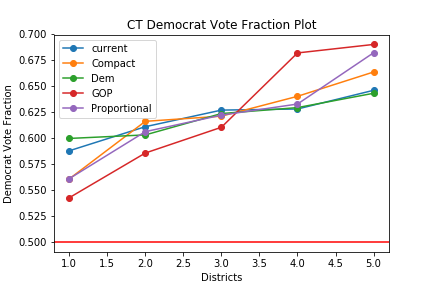 CT Democrat Vote Fraction Plot
0.700
0.675
0.650
0.625
0.600
0.575
0.550
0.525
0.500
Democrat Vote Fraction
current
Compact
Dem
GOP
Proportional
1.0 1.5 2.0 2.5 3.0 3.5 4.0 4.5 5.0
Districts